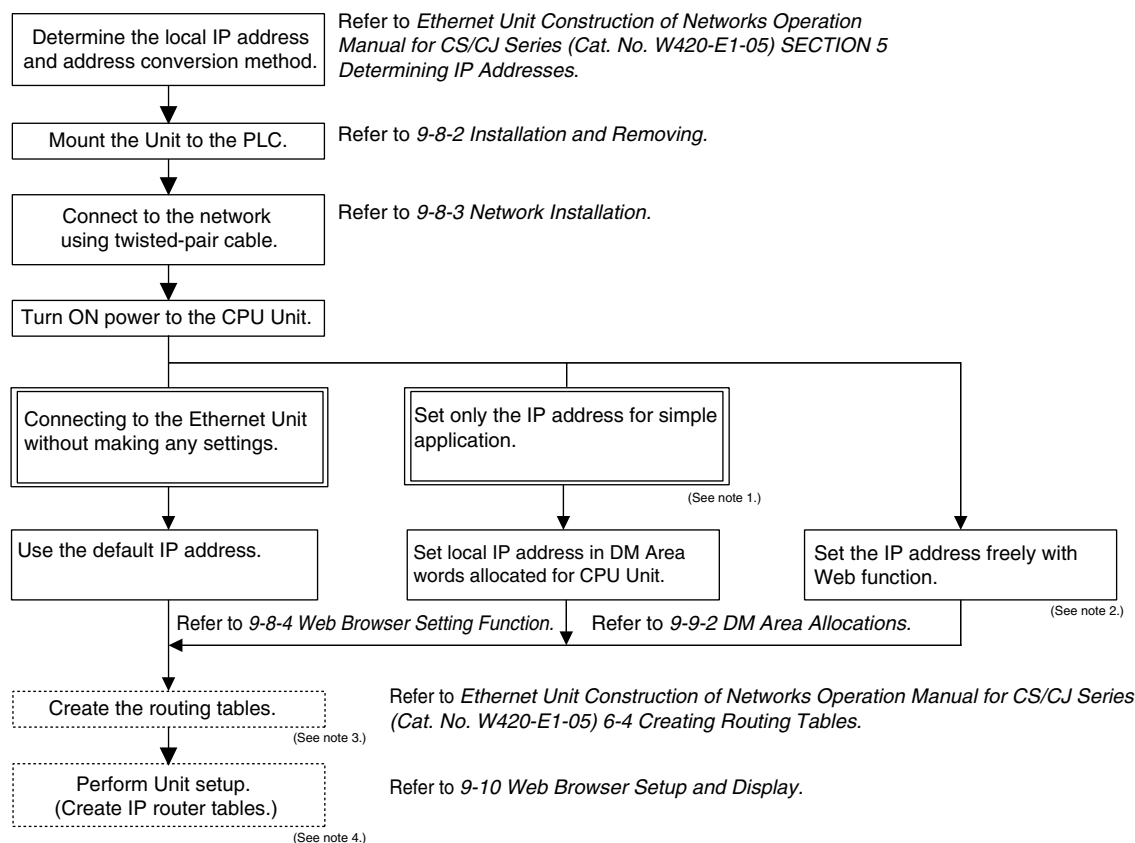 Determine the local IP address
and address conversion method.
Refer to Ethernet Unit Construction of Networks Operation
Manual for CS/CJ Series (Cat. No. W420-E1-05) SECTION 5
Determining IP Addresses.
Mount the Unit to the PLC.
Refer to 9-8-2 Installation and Removing.
Connect to the network
using twisted-pair cable.
Refer to 9-8-3 Network Installation.
Turn ON power to the CPU Unit.
Connecting to the Ethernet Unit
without making any settings.
Set only the IP address for simple
application.
(See note 1.)
Use the default IP address.
Set local IP address in DM Area
words allocated for CPU Unit.
Set the IP address freely with
Web function.
(See note 2.)
Refer to 9-8-4 Web Browser Setting Function.
Refer to 9-9-2 DM Area Allocations.
Create the routing tables.
(See note 3.)
Refer to Ethernet Unit Construction of Networks Operation Manual for CS/CJ Series
(Cat. No. W420-E1-05) 6-4 Creating Routing Tables.
Perform Unit setup.
(Create IP router tables.)
(See note 4.)
Refer to 9-10 Web Browser Setup and Display.